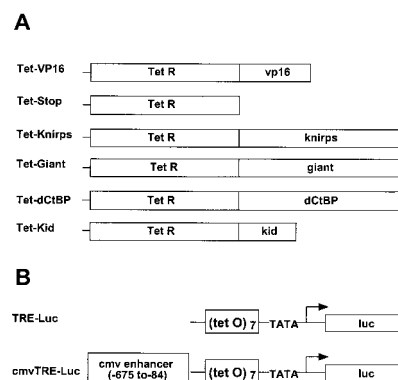 A
Tet-VP16 Tet R vp16
Tet-Stop Tet R
Tet-Knirps Tet R knirps
Tet-Giant Tet R giant
Tet-dCtBP Tet R dCtBP
Tet-Kid Tet R kid
B
TRE-Luc (tet O) 7 TATA luc
cmvTRE-Luc cmv enhancer (-675 to-84) (tet O) 7 TATA luc